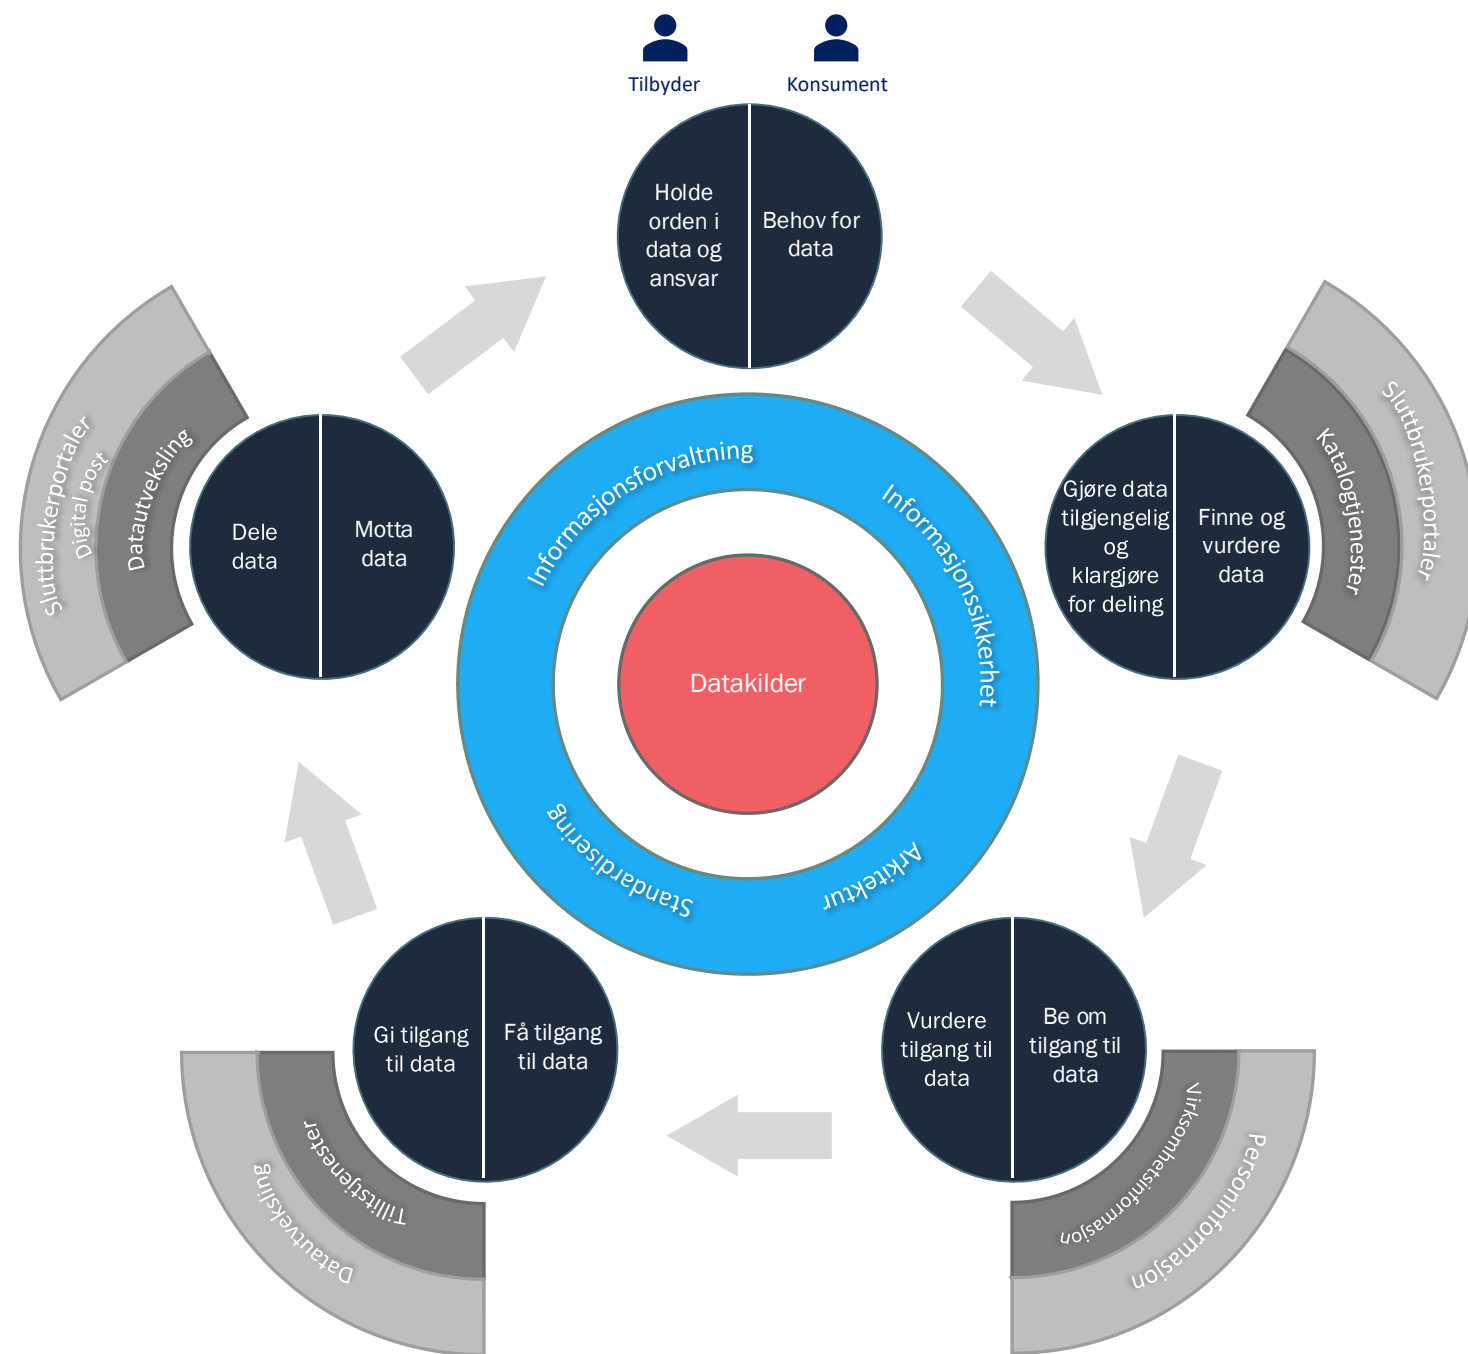 Tilbyder
Konsument
Holde
orden i
data og
ansvar
Behov for
data
Gjøre data
tilgjengelig
og
klargjøre
for deling
Finne og
vurdere
data
Katalogtjenester
Sluttbrukerportaler
Vurdere
tilgang til
data
Be om
tilgang til
data
Virksomhetsinformasjon
Personinformasjon
Gi tilgang
til data
Få tilgang
til data
Tillitstjenester
Datautveksling
Dele
data
Motta
data
Datautveksling
Digital post
Sluttbrukerportaler
Informasjonsforvaltning
Informasjonssikkerhet
Arkitektur
Standardisering
Datakilder